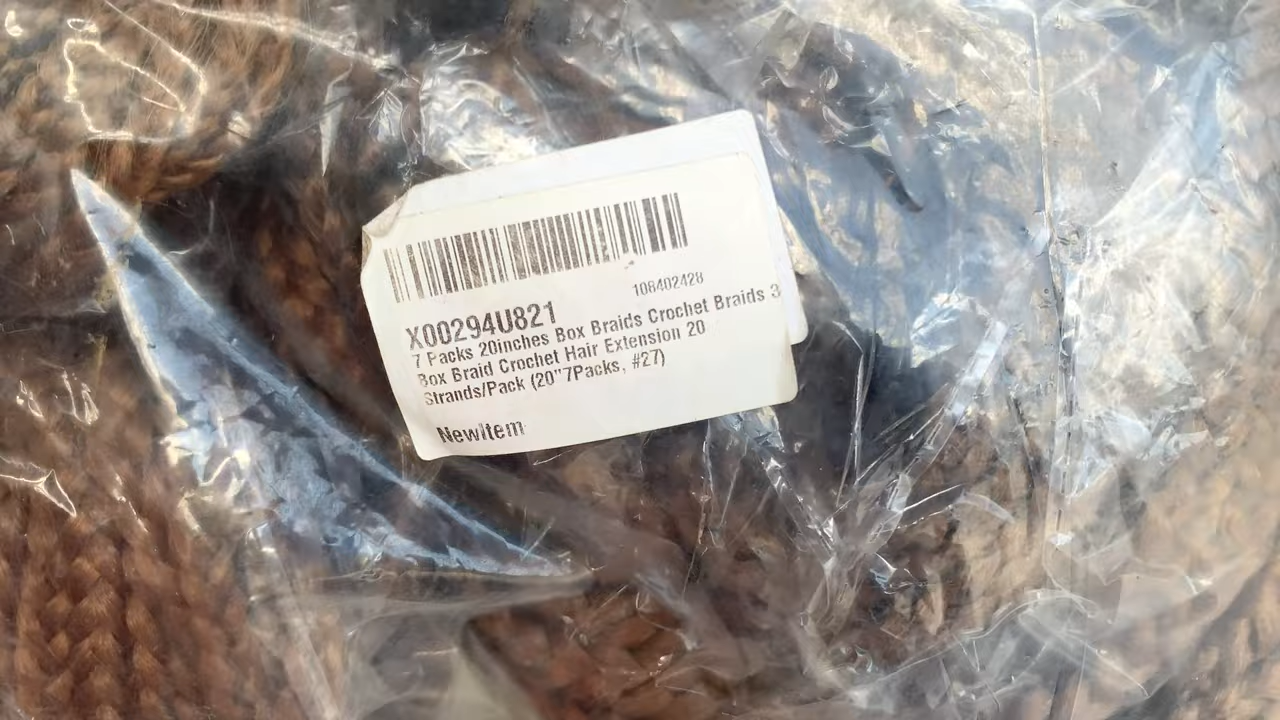 108402428
X00294U821
7 Packs 20inches Box Braids Crochet Braids 3
Box Braid Crochet Hair Extension 20
Strands/Pack (20"7Packs, #27)
NewItem